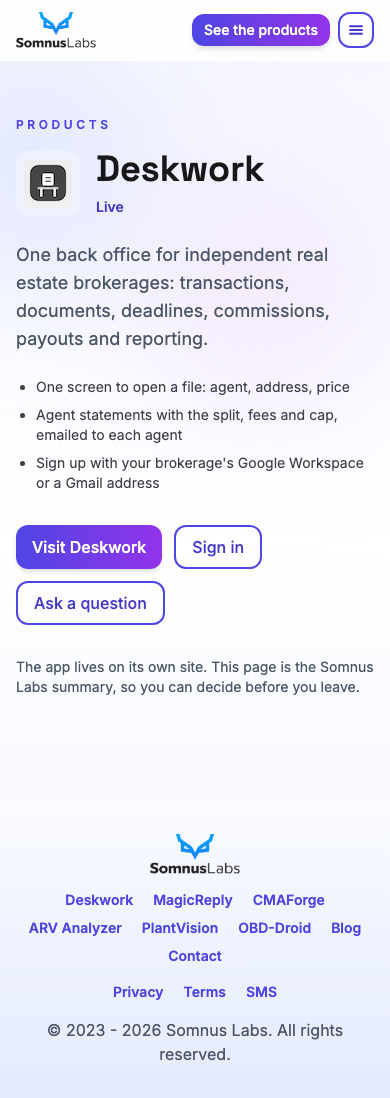 SomnusLabs
See the products
PRODUCTS
Deskwork
Live
One back office for independent real
estate brokerages: transactions,
documents, deadlines, commissions,
payouts and reporting.
One screen to open a file: agent, address, price
Agent statements with the split, fees and cap,
emailed to each agent
Sign up with your brokerage's Google Workspace
or a Gmail address
Visit Deskwork
Sign in
Ask a question
The app lives on its own site. This page is the Somnus
Labs summary, so you can decide before you leave.
SomnusLabs
Deskwork MagicReply CMAForge
ARV Analyzer PlantVision OBD-Droid Blog
Contact
Privacy Terms SMS
© 2023 - 2026 Somnus Labs. All rights
reserved.